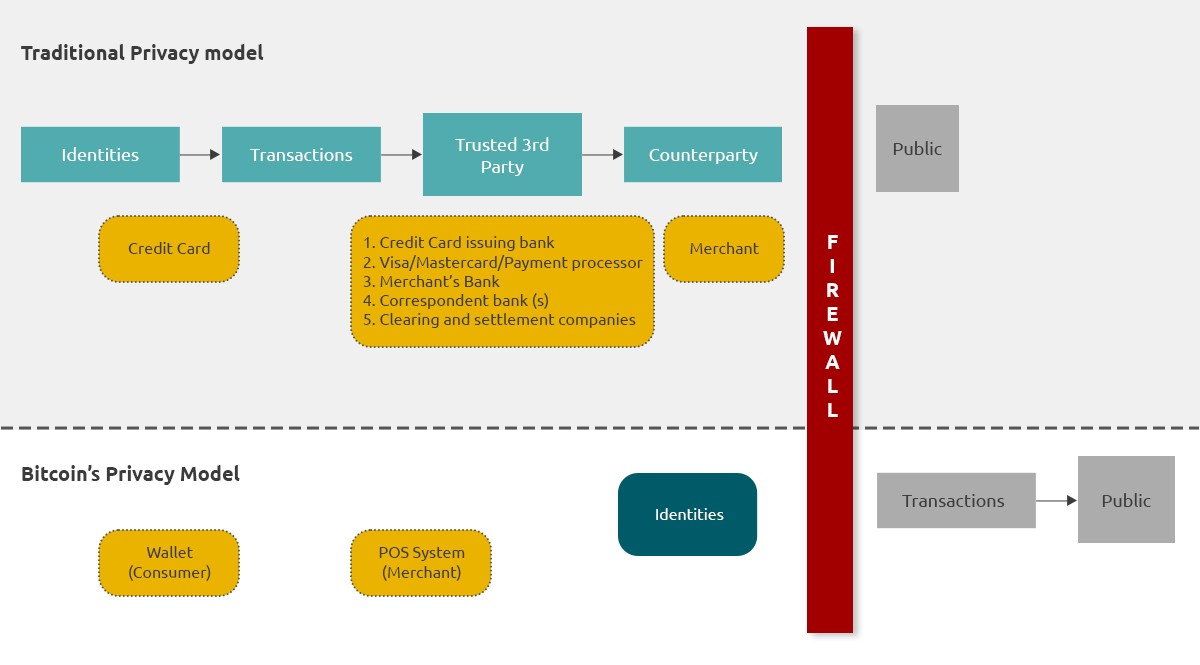 Traditional Privacy model
Identities
Transactions
Trusted 3rd
Party
Counterparty
Public
Credit Card
1. Credit Card issuing bank
2. Visa/Mastercard/Payment processor
3. Merchant’s Bank
4. Correspondent bank (s)
5. Clearing and settlement companies
Merchant
FIREWALL
Bitcoin’s Privacy Model
Identities
Transactions
Public
Wallet
(Consumer)
POS System
(Merchant)